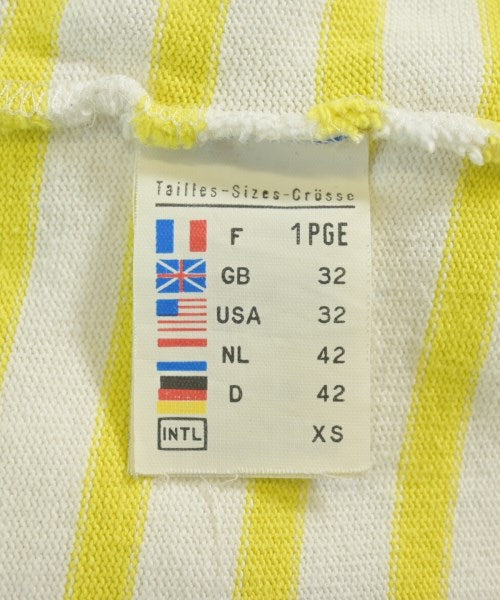 Tailles-Sizes-Grösse
F 1PGE
GB 32
USA 32
NL 42
D 42
INTL XS